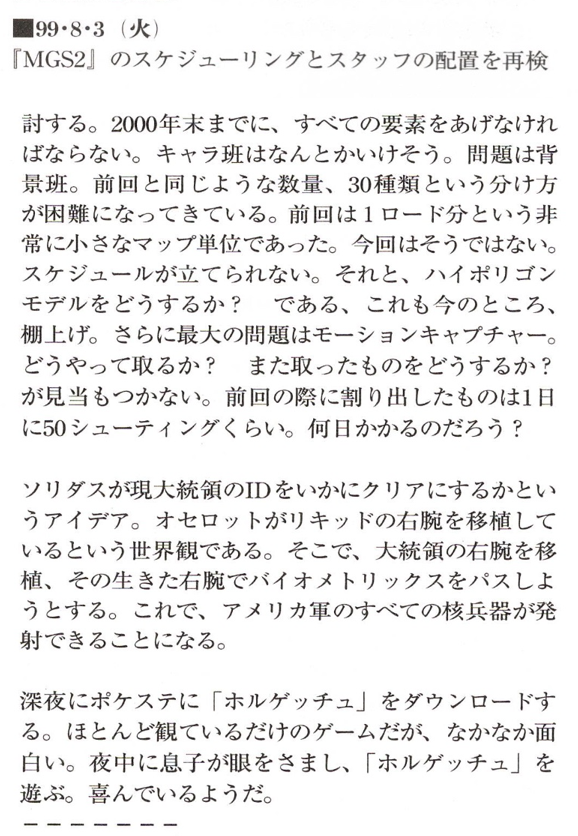 ■99・8・3（火）
『MGS2』のスケジューリングとスタッフの配置を再検
討する。2000年末までに、すべての要素をあげなけれ
ばならない。キャラ班はなんとかいけそう。問題は背
景班。前回と同じような数量、30種類という分け方
が困難になってきている。前回は１ロード分という非
常に小さなマップ単位であった。今回はそうではない。
スケジュールが立てられない。それと、ハイポリゴン
モデルをどうするか？　である、これも今のところ、
棚上げ。さらに最大の問題はモーションキャプチャー。
どうやって取るか？　また取ったものをどうするか？
が見当もつかない。前回の際に割り出したものは1日
に50シューティングくらい。何日かかるのだろう？
ソリダスが現大統領のIDをいかにクリアにするかとい
うアイデア。オセロットがリキッドの右腕を移植して
いるという世界観である。そこで、大統領の右腕を移
植、その生きた右腕でバイオメトリックスをパスしよ
うとする。これで、アメリカ軍のすべての核兵器が発
射できることになる。
深夜にポケステに「ホルゲッチュ」をダウンロードす
る。ほとんど観ているだけのゲームだが、なかなか面
白い。夜中に息子が眼をさまし、「ホルゲッチュ」を
遊ぶ。喜んでいるようだ。
－－－－－－－